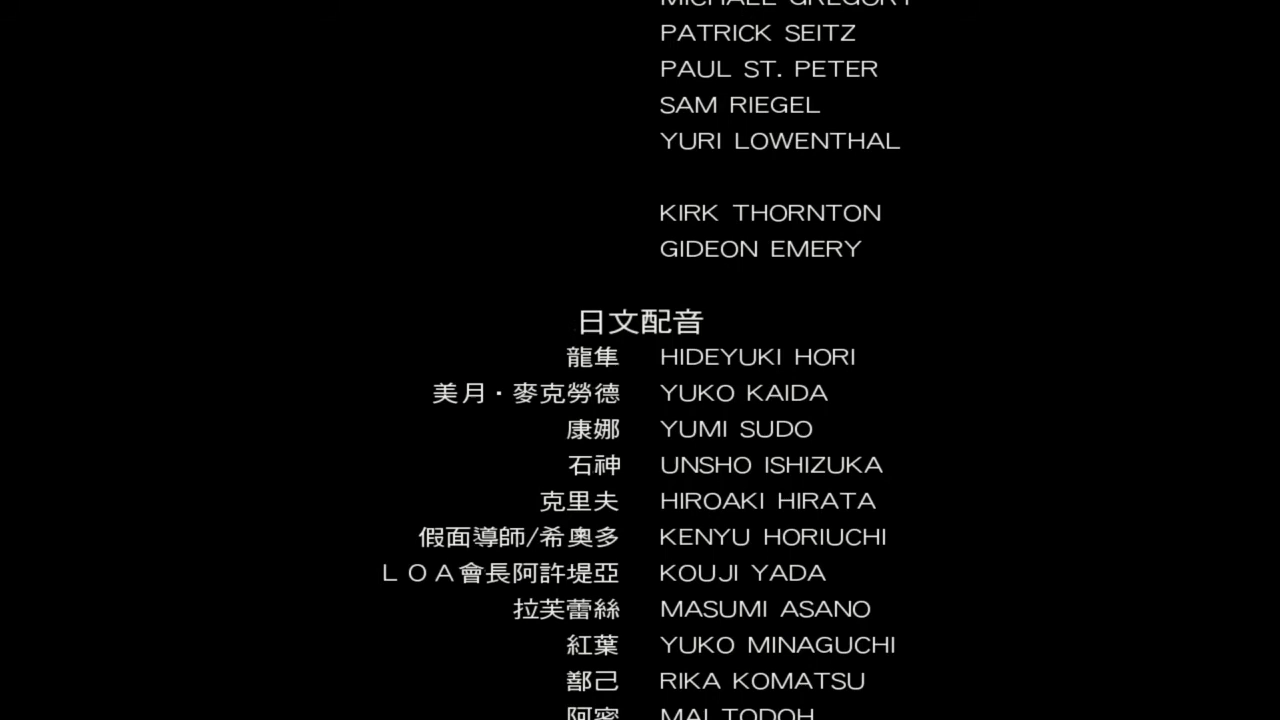 PATRICK SEITZ
PAUL ST. PETER
SAM RIEGEL
YURI LOWENTHAL
KIRK THORNTON
GIDEON EMERY
日文配音
龍隼 HIDEYUKI HORI
美月・麥克勞德 YUKO KAIDA
康娜 YUMI SUDO
石神 UNSHO ISHIZUKA
克里夫 HIROAKI HIRATA
假面導師/希奧多 KENYU HORIUCHI
ＬＯＡ會長阿許堤亞 KOUJI YADA
拉芙蕾絲 MASUMI ASANO
紅葉 YUKO MINAGUCHI
鄯己 RIKA KOMATSU